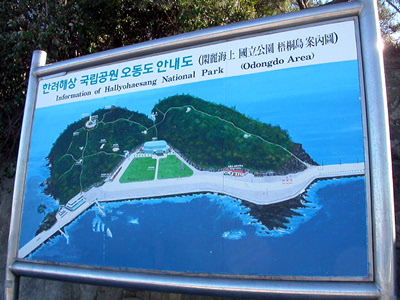 한려해상 국립공원 오동도 안내도 (閑麗海上 國立公園 梧桐島 案內圖)
Information of Hallyohaesang National Park (Odongdo Area)